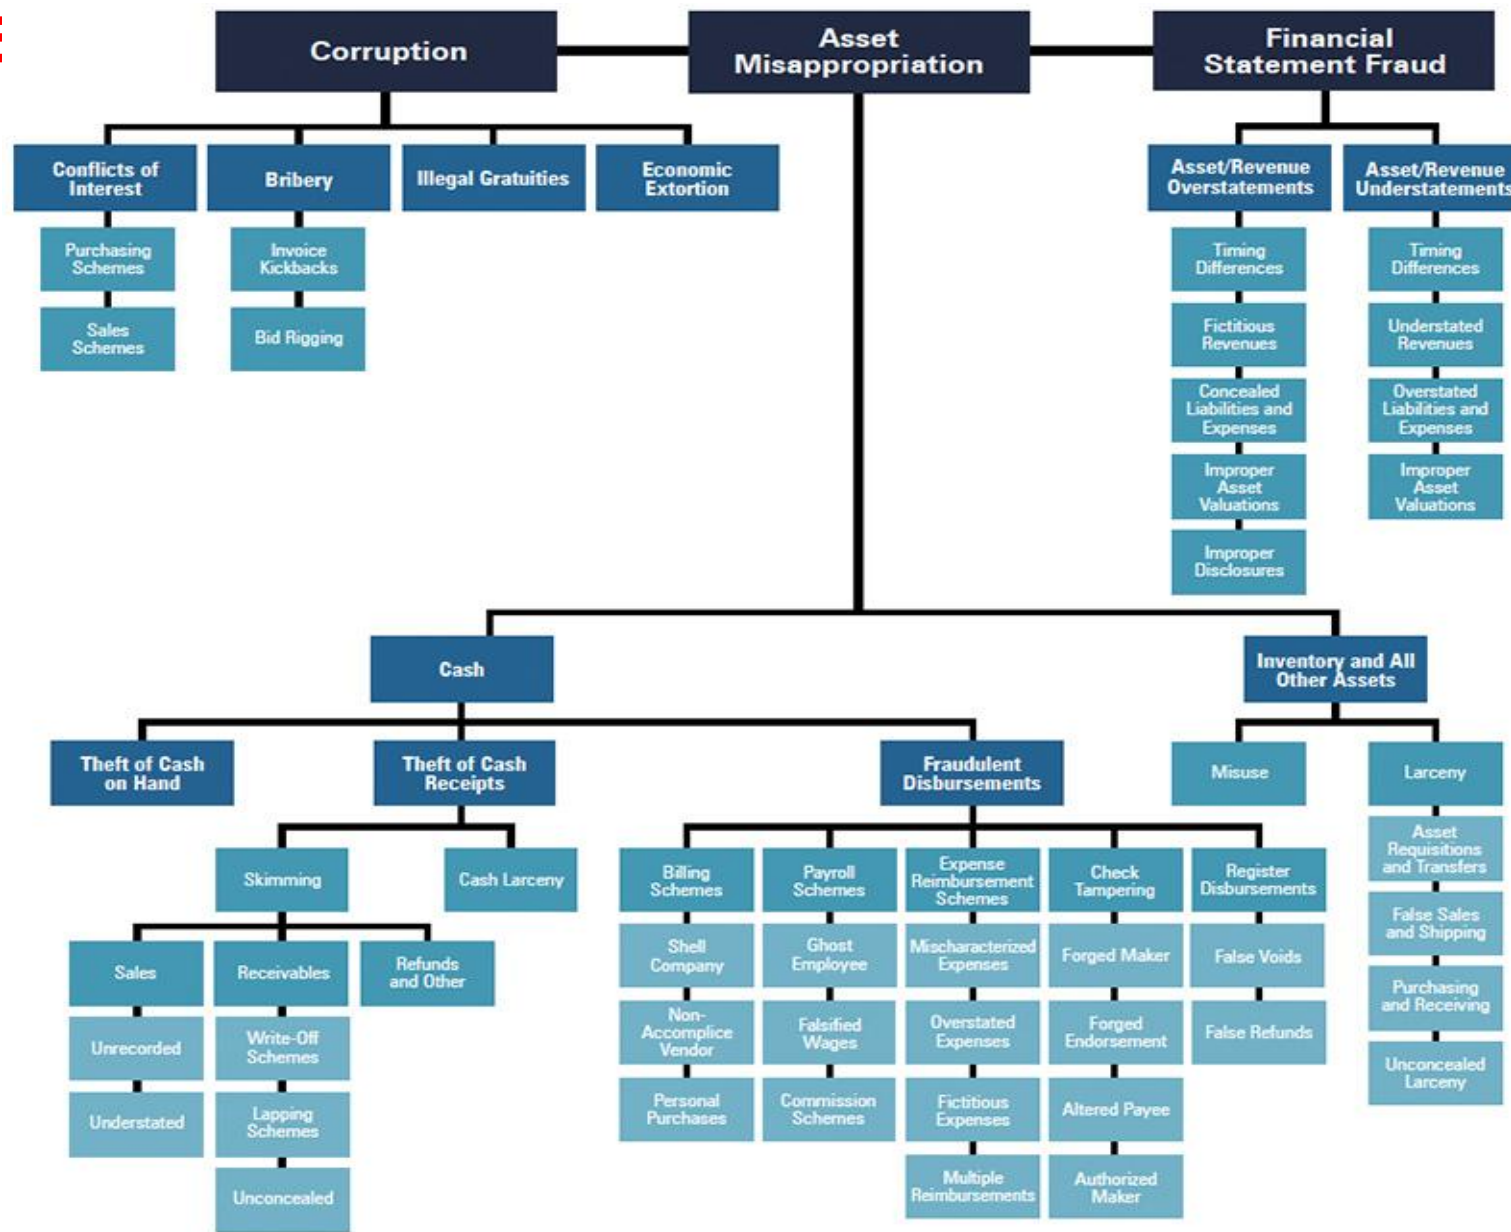 Corruption
Asset
Misappropriation
Financial
Statement Fraud
Conflicts of
Interest
Bribery
Illegal Gratuities
Economic
Extortion
Asset/Revenue
Overstatements
Asset/Revenue
Understatements
Purchasing
Schemes
Sales
Schemes
Invoice
Kickbacks
Bid Rigging
Timing
Differences
Fictitious
Revenues
Concealed
Liabilities and
Expenses
Improper
Asset
Valuations
Improper
Disclosures
Timing
Differences
Understated
Revenues
Overstated
Liabilities and
Expenses
Improper
Asset
Valuations
Cash
Inventory and All
Other Assets
Theft of Cash
on Hand
Theft of Cash
Receipts
Fraudulent
Disbursements
Misuse
Larceny
Skimming
Cash Larceny
Sales
Unrecorded
Understated
Receivables
Write-Off
Schemes
Lapping
Schemes
Unconcealed
Refunds
and Other
Billing
Schemes
Shell
Company
Non-
Accomplice
Vendor
Personal
Purchases
Payroll
Schemes
Ghost
Employee
Falsified
Wages
Commission
Schemes
Expense
Reimbursement
Schemes
Mischaracterized
Expenses
Overstated
Expenses
Fictitious
Expenses
Multiple
Reimbursements
Check
Tampering
Forged Maker
Forged
Endorsement
Altered Payee
Authorized
Maker
Register
Disbursements
False Voids
False Refunds
Asset
Requisitions
and Transfers
False Sales
and Shipping
Purchasing
and Receiving
Unconcealed
Larceny